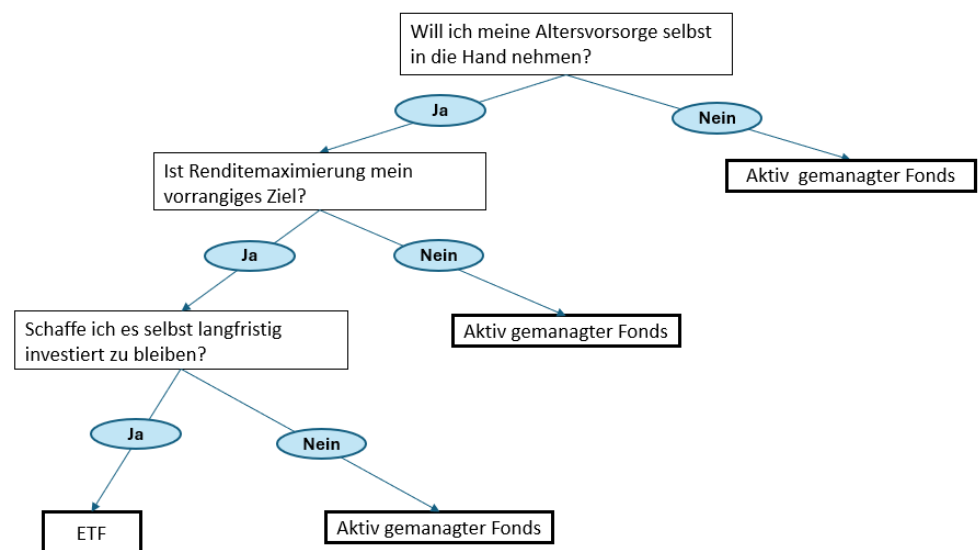 Will ich meine Altersvorsorge selbst
in die Hand nehmen?
Ja
Nein
Ist Renditemaximierung mein
vorrangiges Ziel?
Aktiv gemanagter Fonds
Ja
Nein
Schaffe ich es selbst langfristig
investiert zu bleiben?
Aktiv gemanagter Fonds
Ja
Nein
ETF
Aktiv gemanagter Fonds